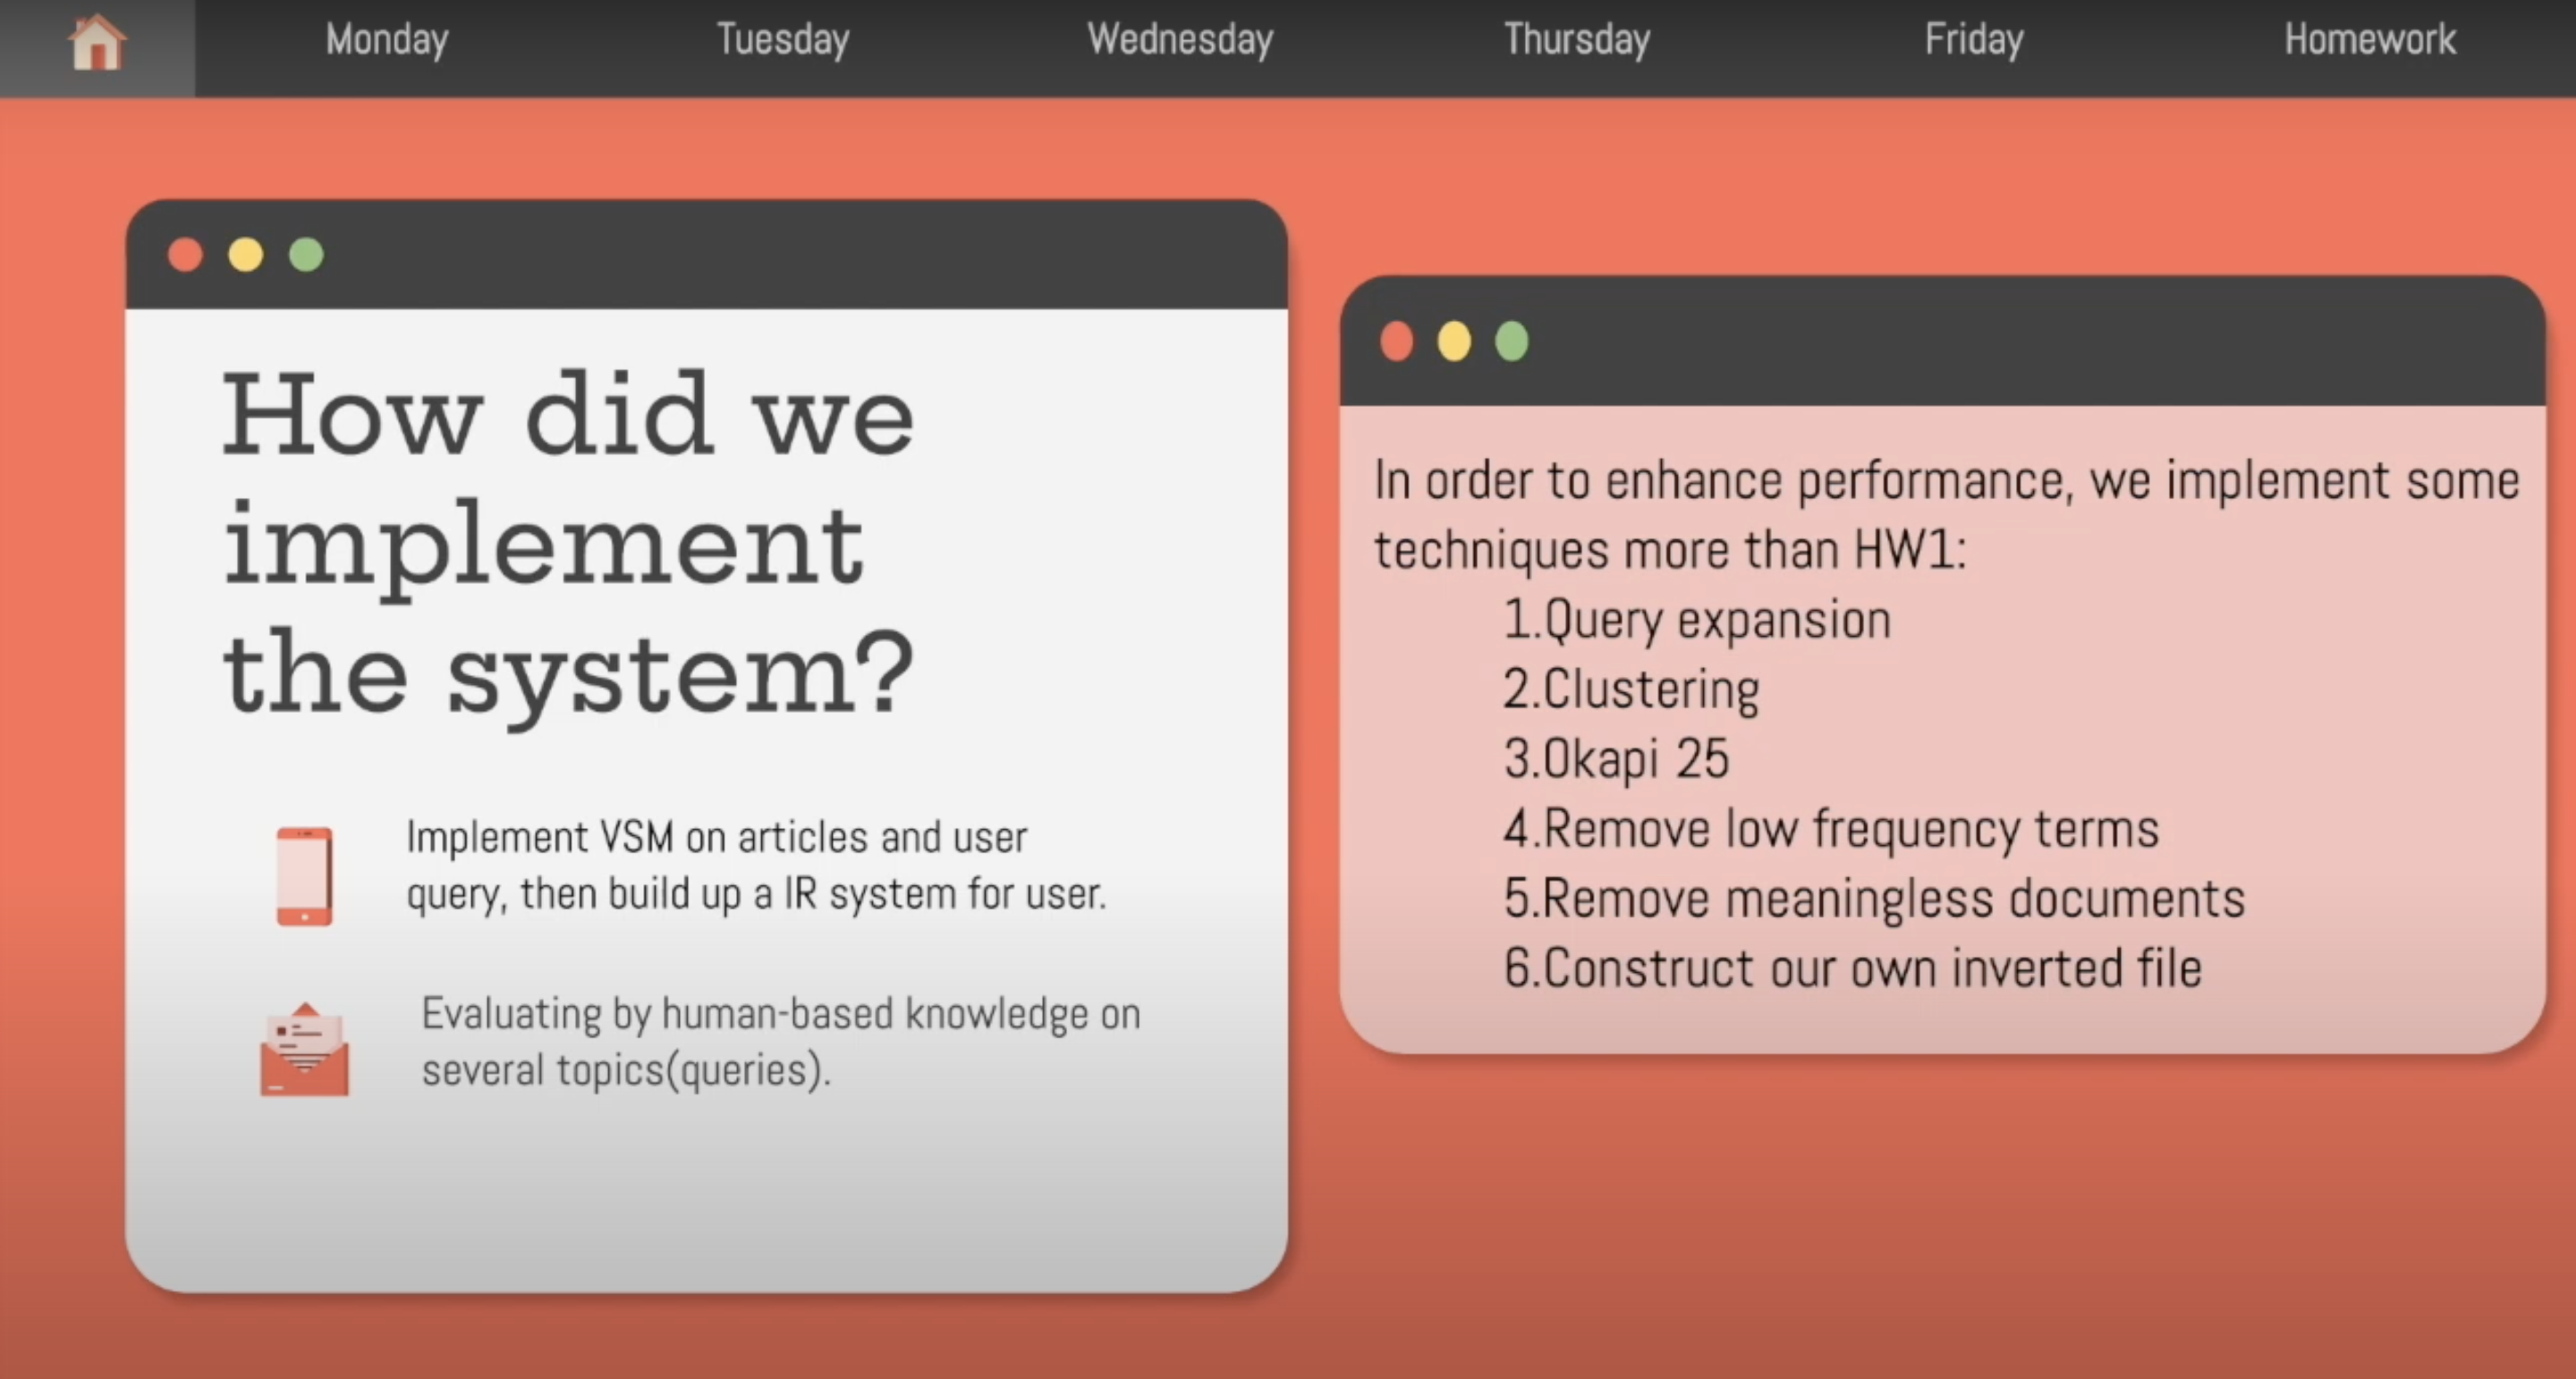 Monday
Tuesday
Wednesday
Thursday
Friday
Homework
How did we
implement
the system?
Implement VSM on articles and user
query, then build up a IR system for user.
Evaluating by human-based knowledge on
several topics(queries).
In order to enhance performance, we implement some
techniques more than HW1:
1.Query expansion
2.Clustering
3.Okapi 25
4.Remove low frequency terms
5.Remove meaningless documents
6.Construct our own inverted file